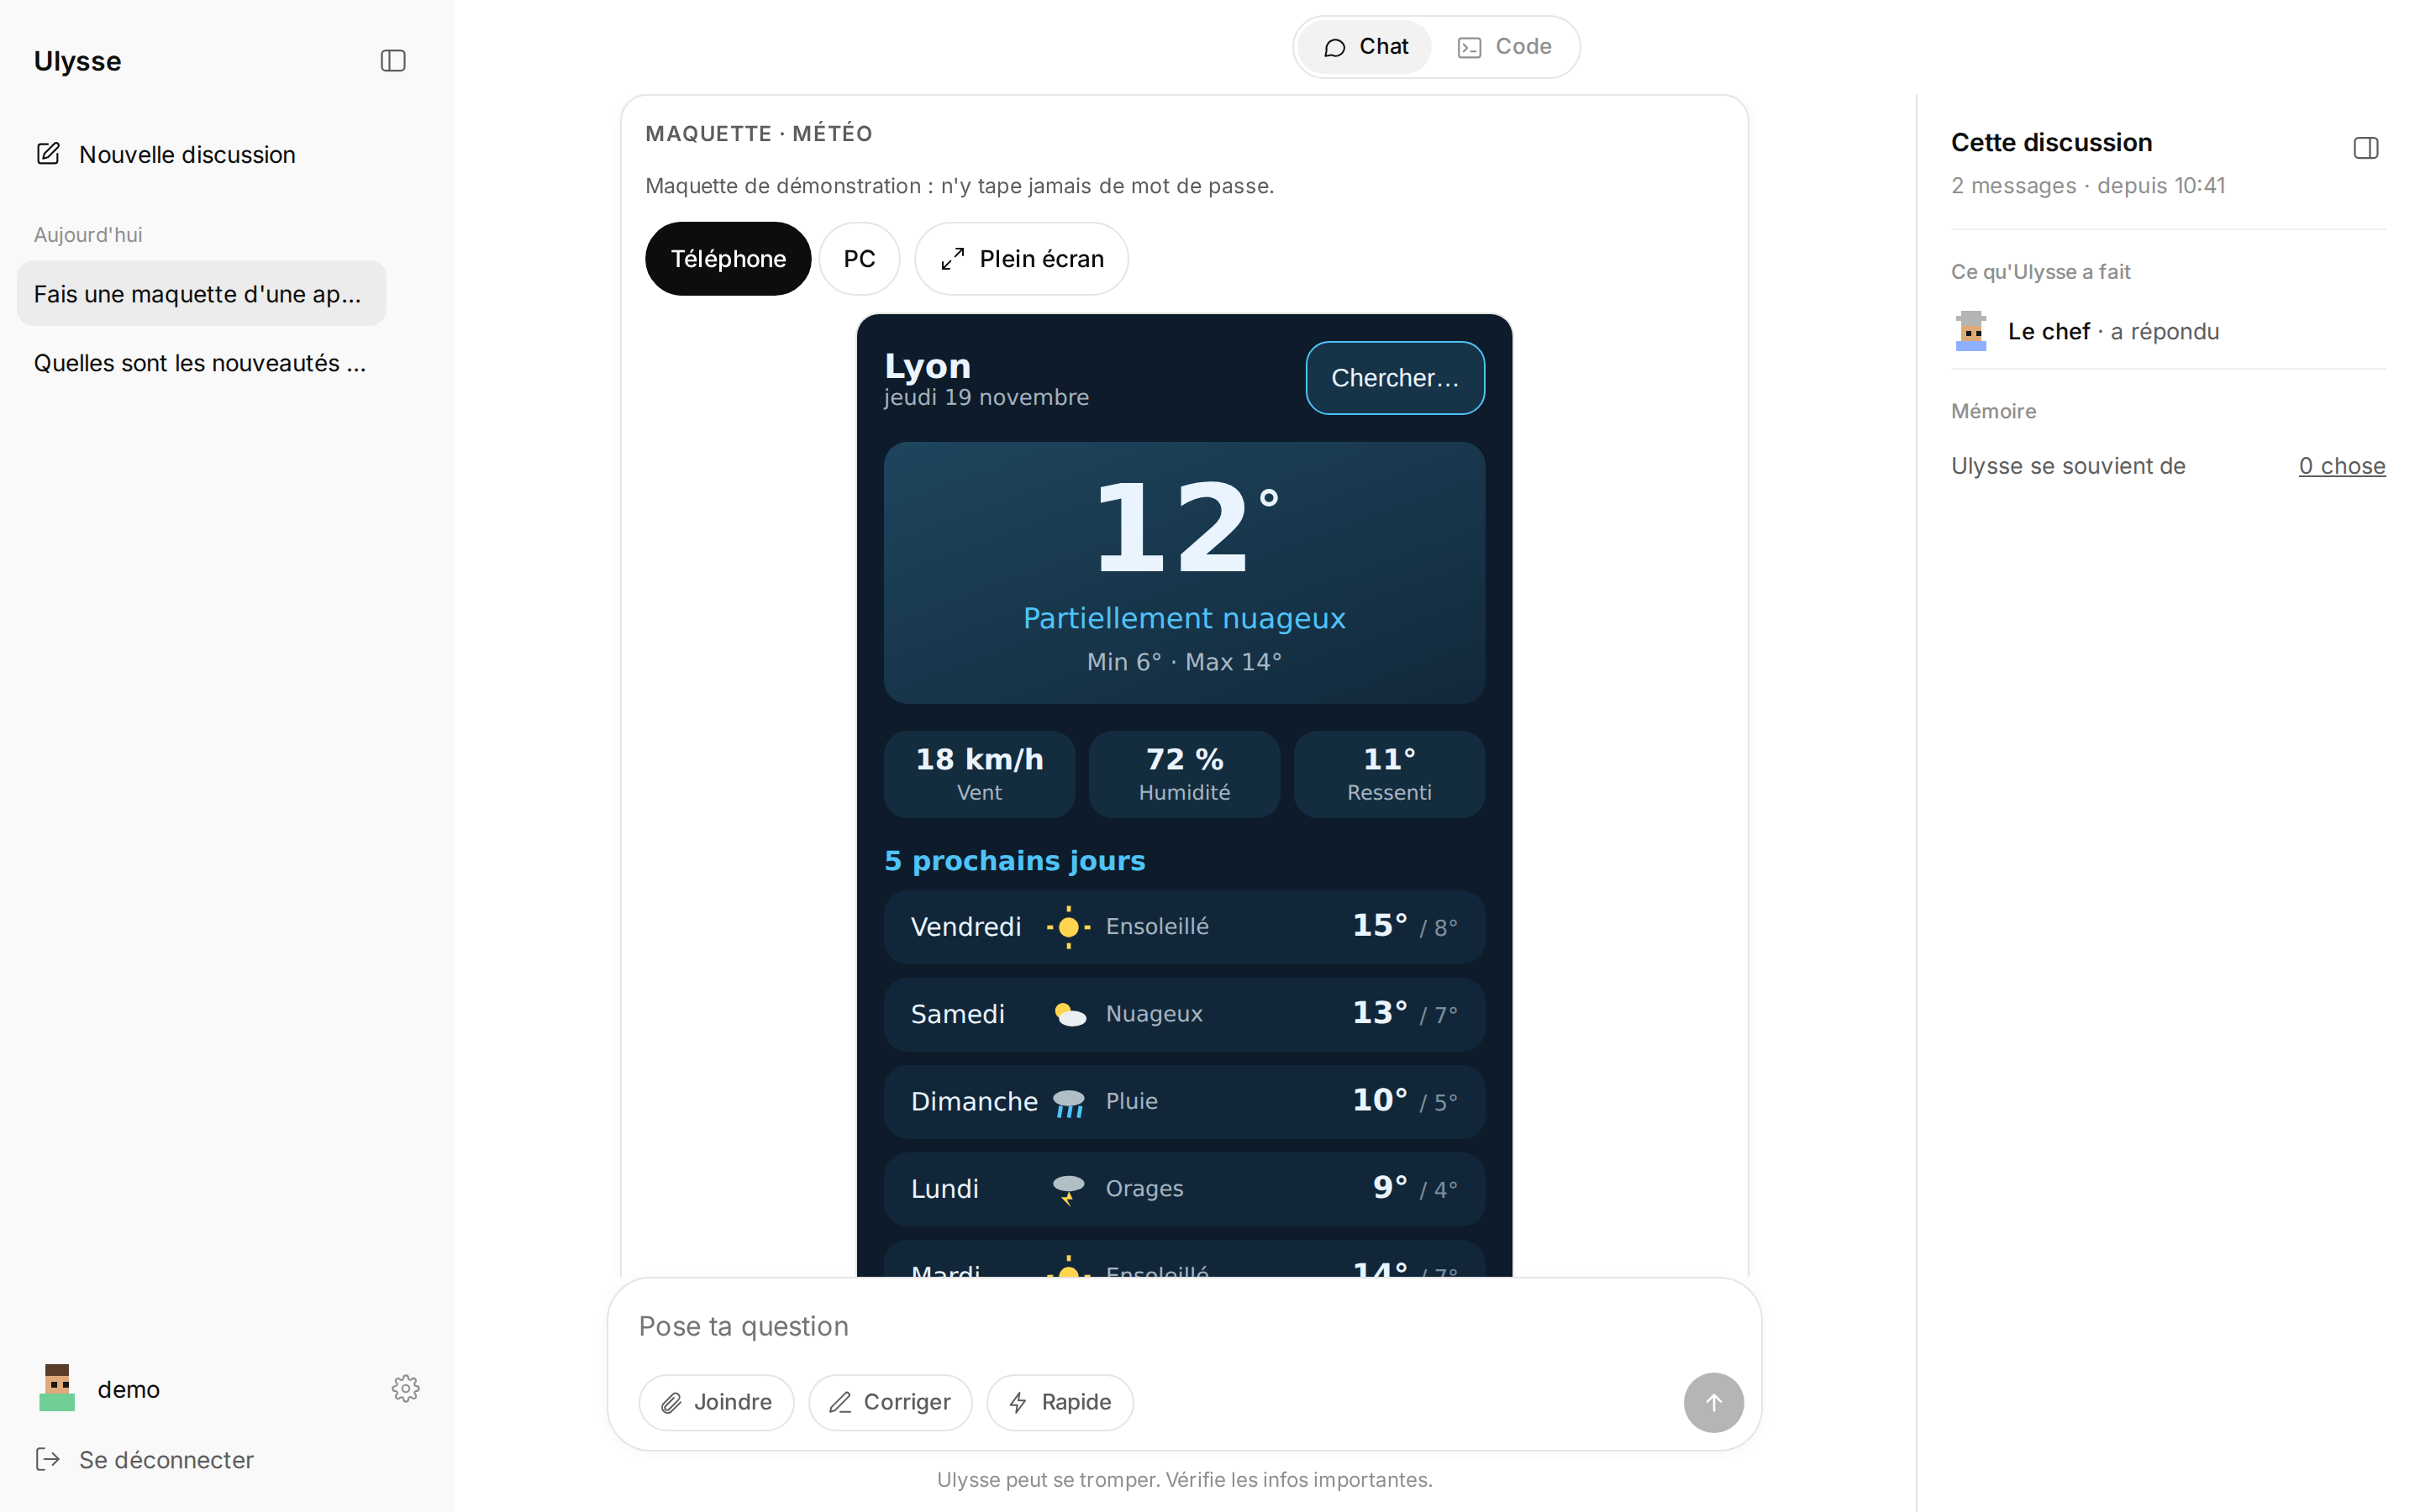 Ulysse
Nouvelle discussion
Aujourd'hui
Fais une maquette d'une ap...
Quelles sont les nouveautés ...
demo
Se déconnecter
Chat
Code
MAQUETTE · MÉTÉO
Maquette de démonstration : n'y tape jamais de mot de passe.
Téléphone
PC
Plein écran
Lyon
jeudi 19 novembre
Chercher…
12°
Partiellement nuageux
Min 6° · Max 14°
18 km/h
Vent
72 %
Humidité
11°
Ressenti
5 prochains jours
Vendredi Ensoleillé 15° / 8°
Samedi Nuageux 13° / 7°
Dimanche Pluie 10° / 5°
Lundi Orages 9° / 4°
Mardi Ensoleillé 14° / 7°
Pose ta question
Joindre
Corriger
Rapide
Ulysse peut se tromper. Vérifie les infos importantes.
Cette discussion
2 messages · depuis 10:41
Ce qu'Ulysse a fait
Le chef · a répondu
Mémoire
Ulysse se souvient de 0 chose